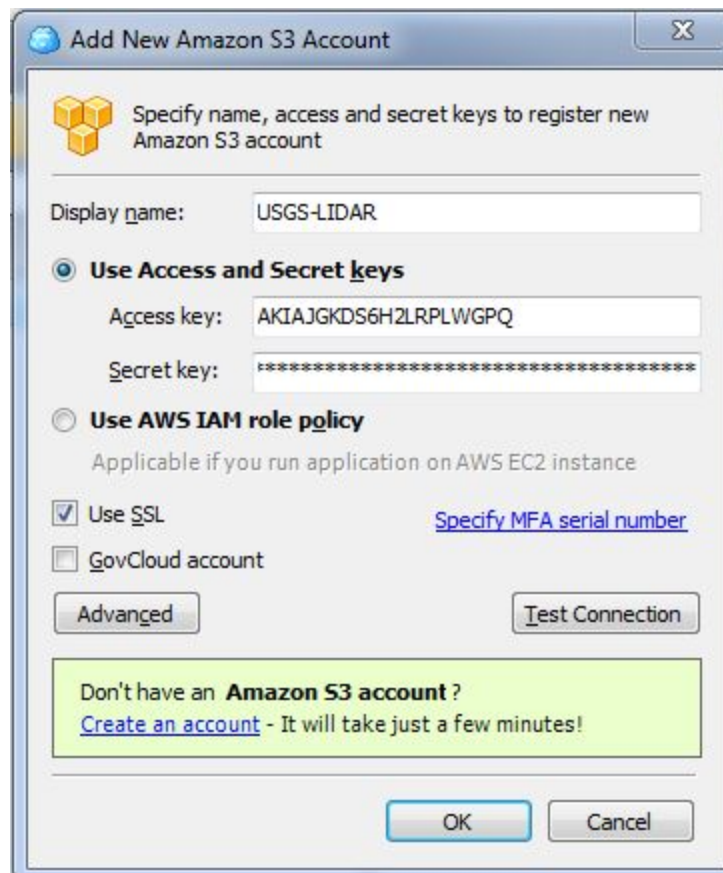 Add New Amazon S3 Account
Specify name, access and secret keys to register new
Amazon S3 account
Display name:
USGS-LIDAR
Use Access and Secret keys
Access key:
AKIAJGKDS6H2LRPLWGPQ
Secret key:
****************************************
Use AWS IAM role policy
Applicable if you run application on AWS EC2 instance
Use SSL
Specify MFA serial number
GovCloud account
Advanced
Test Connection
Don't have an Amazon S3 account ?
Create an account - It will take just a few minutes!
OK
Cancel